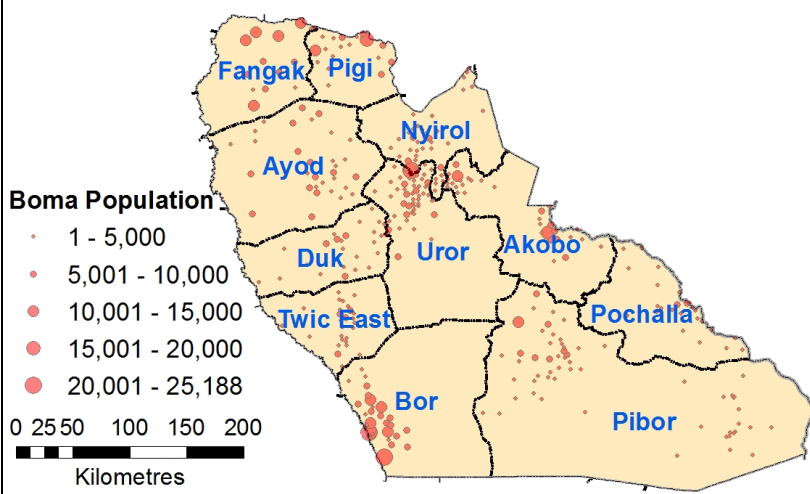 Fangak
Pigi
Nyirol
Ayod
Boma Population
1 - 5,000
5,001 - 10,000
10,001 - 15,000
15,001 - 20,000
20,001 - 25,188
Duk
Uror
Akobo
Twic East
Pochalla
Bor
Pibor
0 25 50 100 150 200
Kilometres